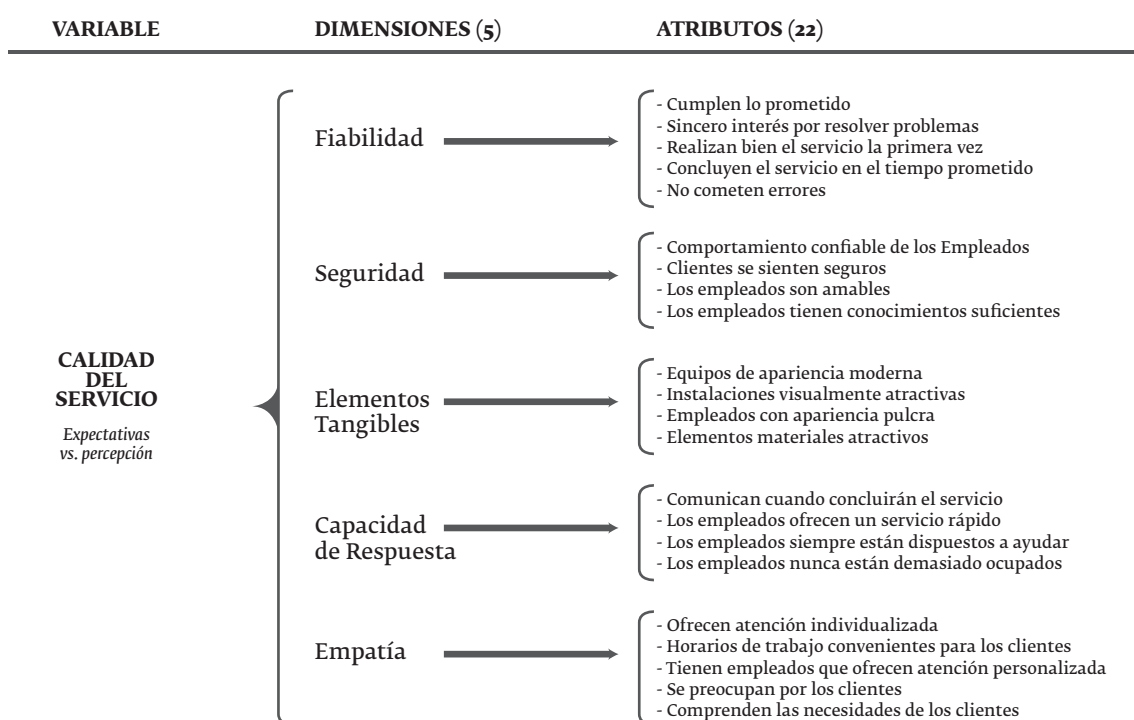 VARIABLE DIMENSIONES (5) ATRIBUTOS (22)
Fiabilidad
- Cumplen lo prometido
- Sincero interés por resolver problemas
- Realizan bien el servicio la primera vez
- Concluyen el servicio en el tiempo prometido
- No cometen errores
Seguridad
- Comportamiento confiable de los Empleados
- Clientes se sienten seguros
- Los empleados son amables
- Los empleados tienen conocimientos suficientes
CALIDAD
DEL
SERVICIO
Expectativas
vs. percepción
Elementos
Tangibles
- Equipos de apariencia moderna
- Instalaciones visualmente atractivas
- Empleados con apariencia pulcra
- Elementos materiales atractivos
Capacidad
de Respuesta
- Comunican cuando concluirán el servicio
- Los empleados ofrecen un servicio rápido
- Los empleados siempre están dispuestos a ayudar
- Los empleados nunca están demasiado ocupados
Empatía
- Ofrecen atención individualizada
- Horarios de trabajo convenientes para los clientes
- Tienen empleados que ofrecen atención personalizada
- Se preocupan por los clientes
- Comprenden las necesidades de los clientes